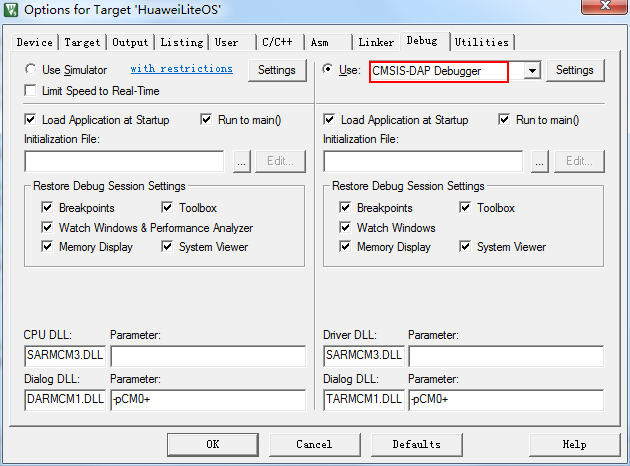 Options for Target 'HuaweiLiteOS'
Device Target Output Listing User C/C++ Asm Linker Debug Utilities
Use Simulator with restrictions Settings
Limit Speed to Real-Time
Use: CMSIS-DAP Debugger Settings
Load Application at Startup Run to main()
Initialization File:
... Edit...
Restore Debug Session Settings
Breakpoints Toolbox
Watch Windows & Performance Analyzer
Memory Display System Viewer
Load Application at Startup Run to main()
Initialization File:
... Edit...
Restore Debug Session Settings
Breakpoints Toolbox
Watch Windows
Memory Display System Viewer
CPU DLL: Parameter:
SARMCM3.DLL
Dialog DLL: Parameter:
DARMCM1.DLL -pCM0+
Driver DLL: Parameter:
SARMCM3.DLL
Dialog DLL: Parameter:
TARMCM1.DLL -pCM0+
OK Cancel Defaults Help